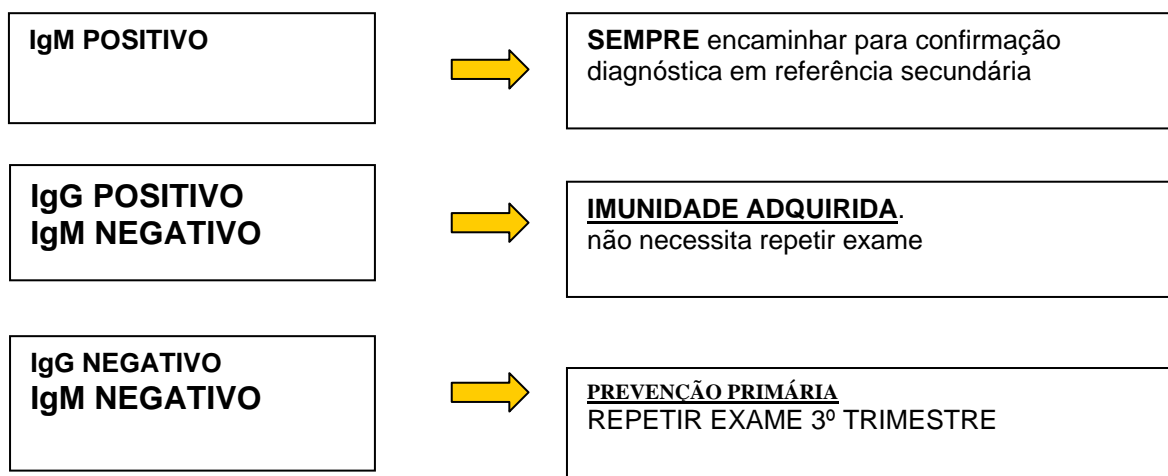 IgM POSITIVO
SEMPRE encaminhar para confirmação
diagnóstica em referência secundária
IgG POSITIVO
IgM NEGATIVO
IMUNIDADE ADQUIRIDA.
não necessita repetir exame
IgG NEGATIVO
IgM NEGATIVO
PREVENÇÃO PRIMÁRIA
REPETIR EXAME 3º TRIMESTRE